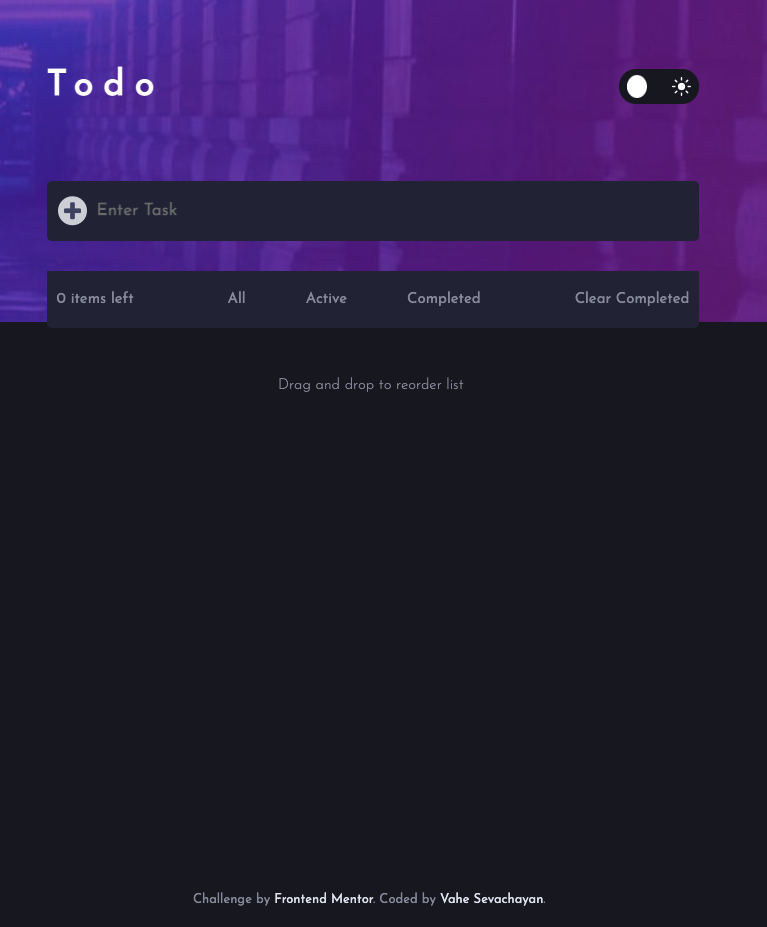 Todo
Enter Task
0 items left All Active Completed Clear Completed
Drag and drop to reorder list
Challenge by Frontend Mentor. Coded by Vahe Sevachayan.